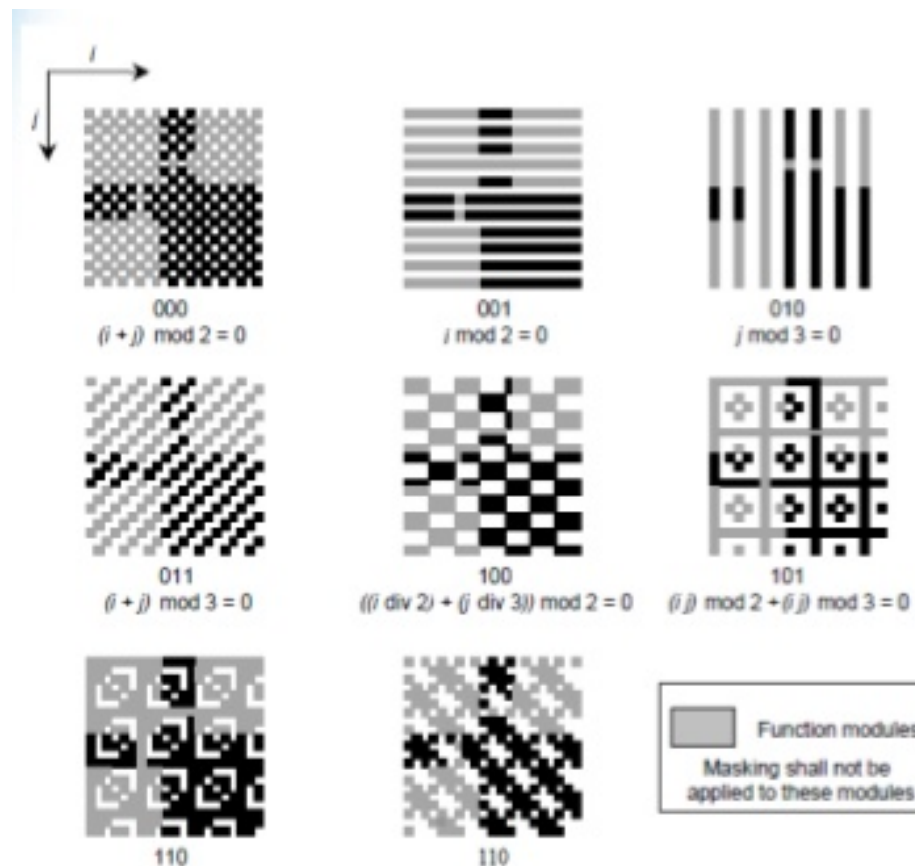 i
j
000
(i + j) mod 2 = 0
001
i mod 2 = 0
010
j mod 3 = 0
011
(i + j) mod 3 = 0
100
((i div 2) + (j div 3)) mod 2 = 0
101
(i j) mod 2 + (i j) mod 3 = 0
110
110
Function modules
Masking shall not be
applied to these modules